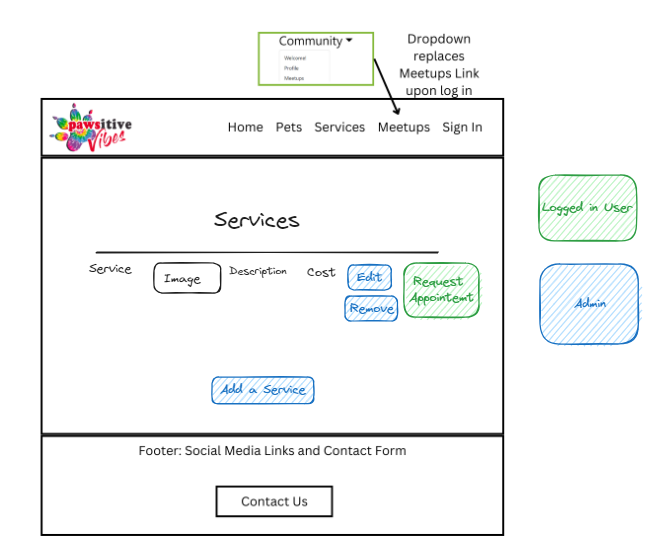 Community
Welcome!
Profile
Meetups
Dropdown
replaces
Meetups Link
upon log in
pawsitive
Vibes
Home Pets Services Meetups Sign In
Services
Service Image Description Cost Edit Request
Appointemt
Remove
Add a Service
Logged in User
Admin
Footer: Social Media Links and Contact Form
Contact Us